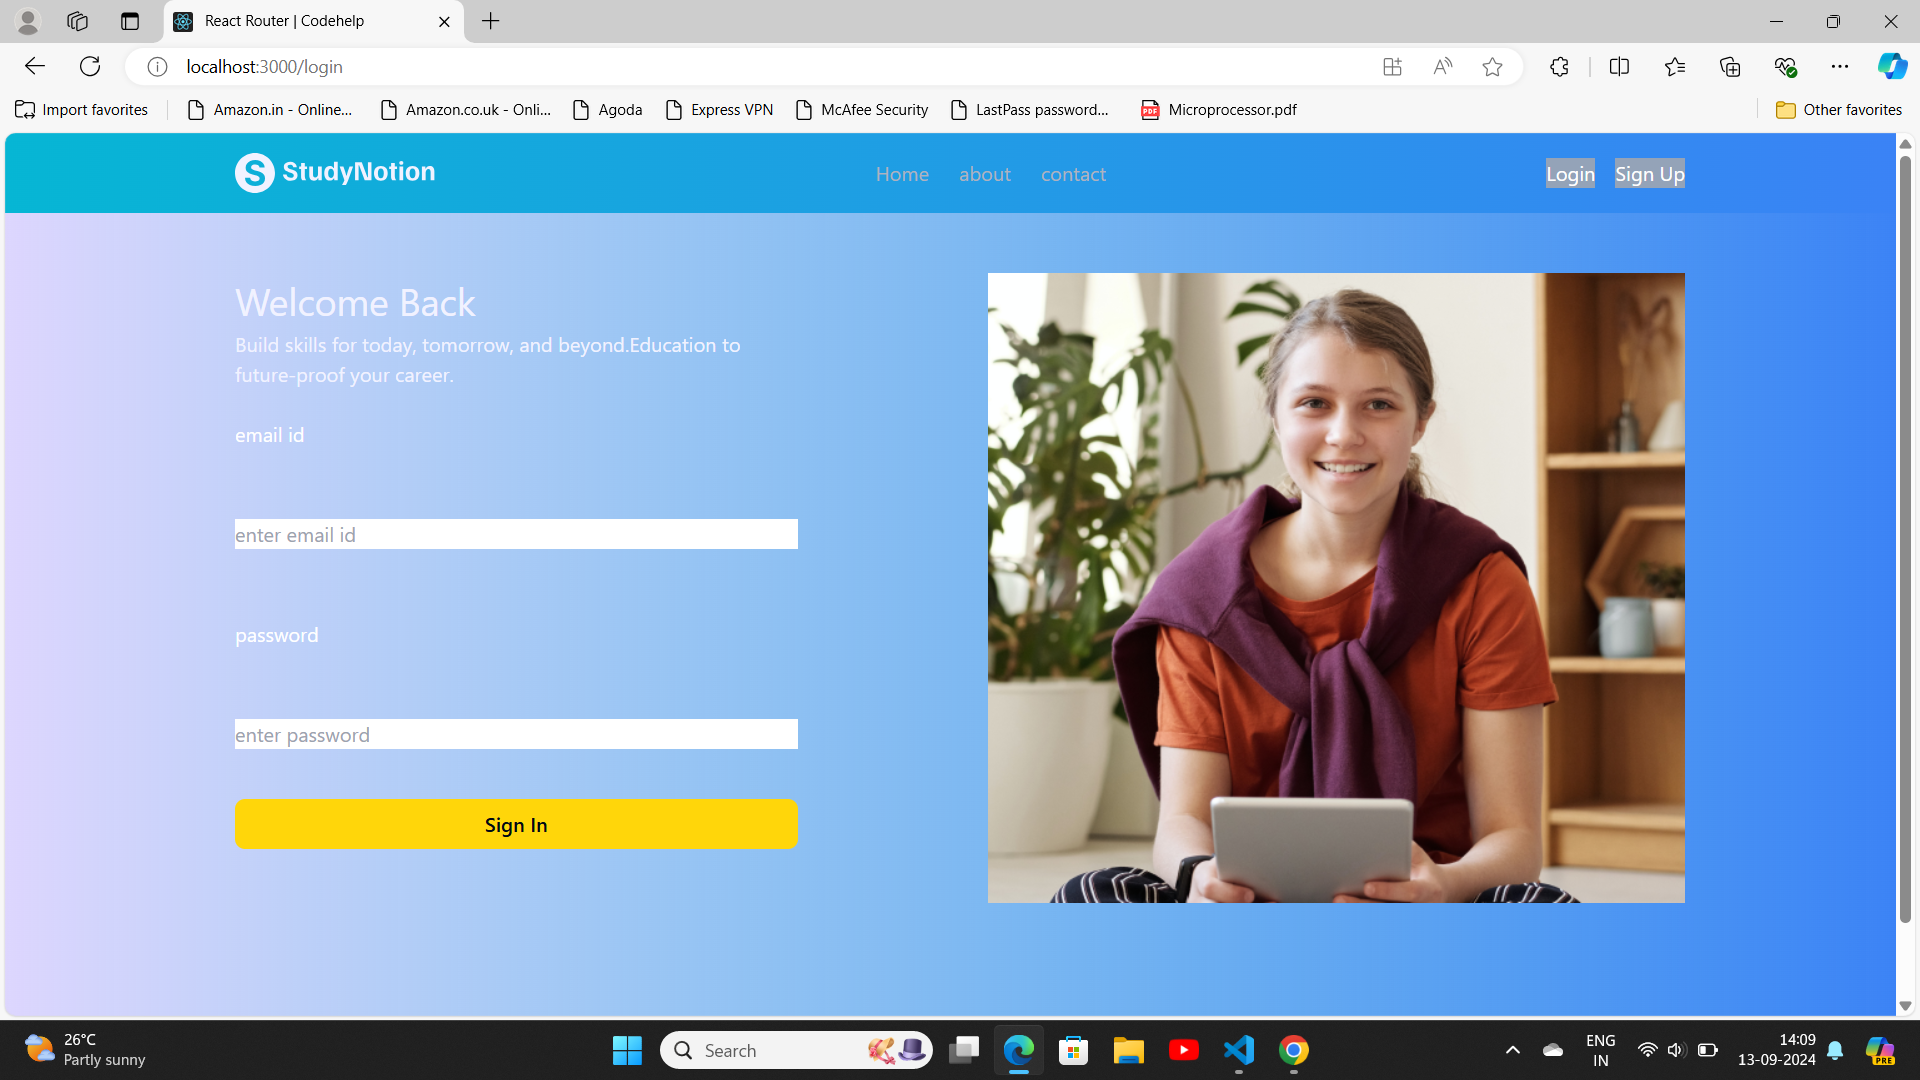 React Router | Codehelp
localhost:3000/login
Import favorites
Amazon.in - Online...
Amazon.co.uk - Onli...
Agoda
Express VPN
McAfee Security
LastPass password...
PDF
Microprocessor.pdf
Other favorites
S StudyNotion
Home
about
contact
Login
Sign Up
Welcome Back
Build skills for today, tomorrow, and beyond.Education to
future-proof your career.
email id
enter email id
password
enter password
Sign In
26°C
Partly sunny
Search
ENG
IN
14:09
13-09-2024
PRE